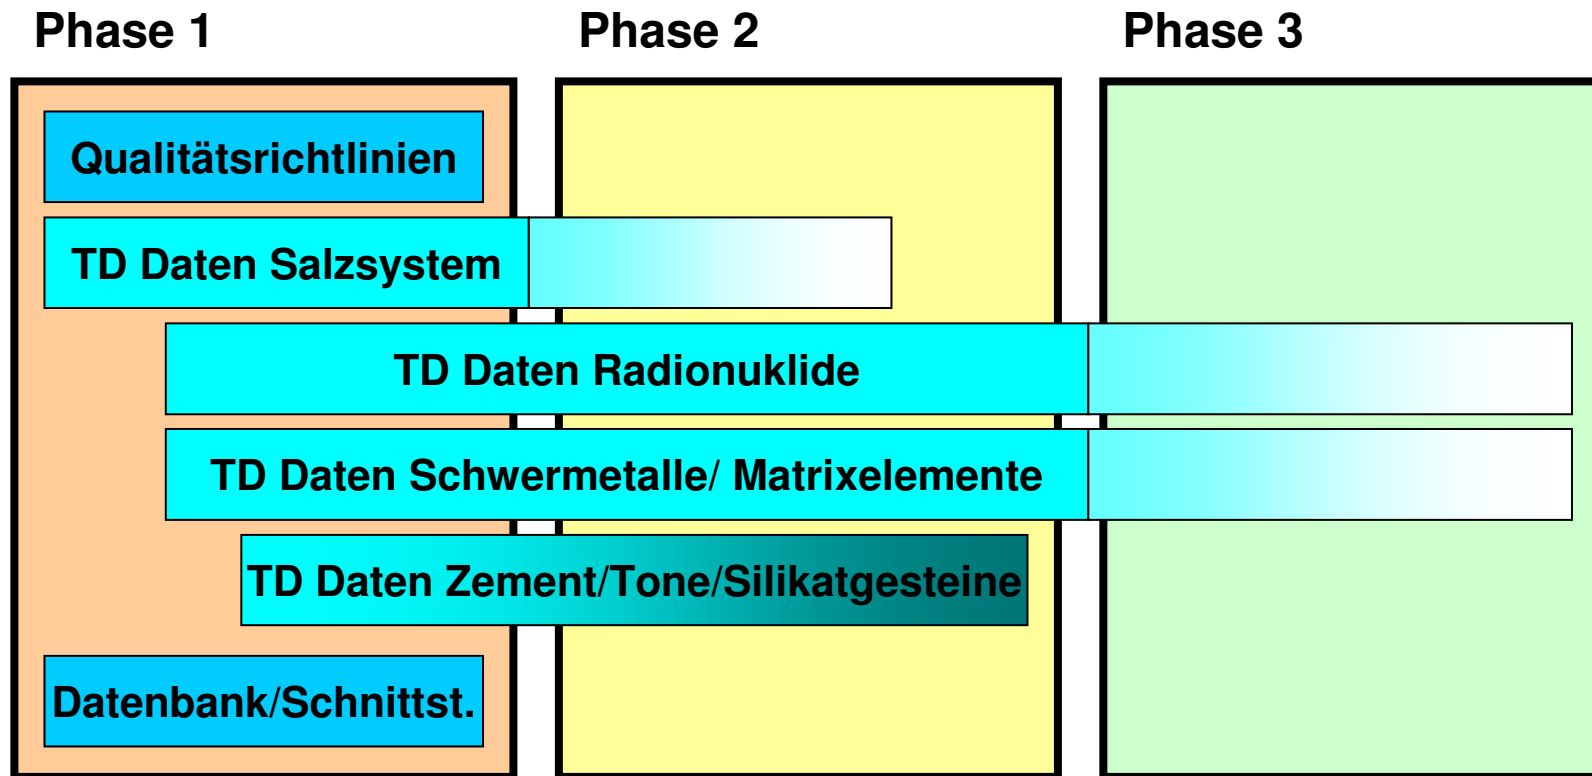 Phase 1
Phase 2
Phase 3
Qualitätsrichtlinien
TD Daten Salzsystem
TD Daten Radionuklide
TD Daten Schwermetalle/ Matrixelemente
TD Daten Zement/Tone/Silikatgesteine
Datenbank/Schnittst.